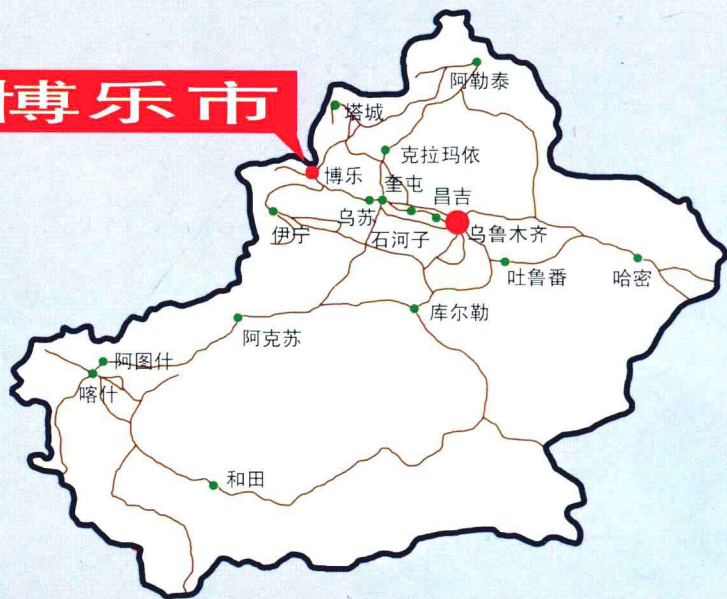 博乐市
阿勒泰
塔城
克拉玛依
博乐
奎屯
昌吉
乌苏
伊宁
石河子
乌鲁木齐
吐鲁番
哈密
库尔勒
阿克苏
阿图什
喀什
和田